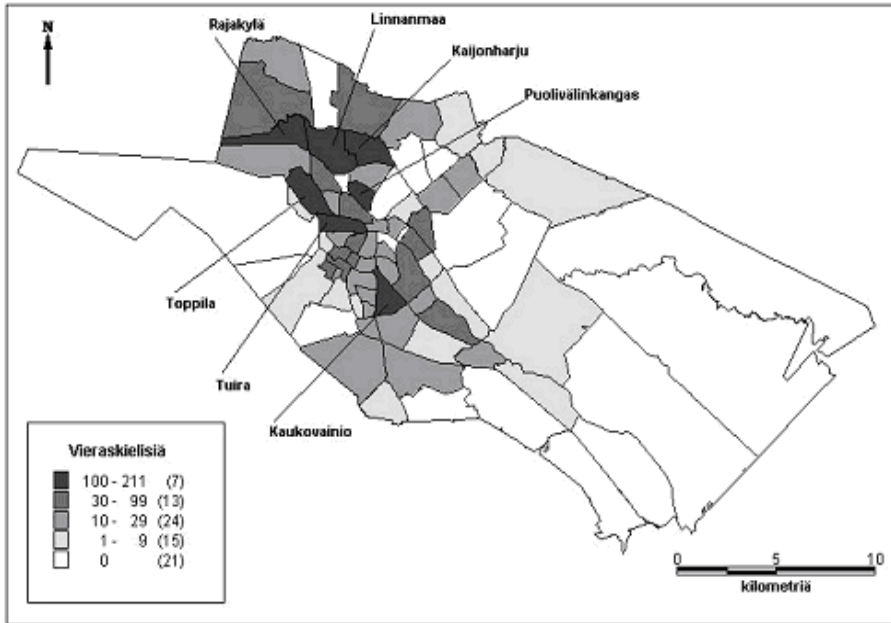 N
Rajakylä
Linnanmaa
Kaijonharju
Puolivälinkangas
Toppila
Tuira
Kaukovainio
Vieraskielisiä
100 - 211 (7)
30 - 99 (13)
10 - 29 (24)
1 - 9 (15)
0 (21)
0 5 10
kilometriä